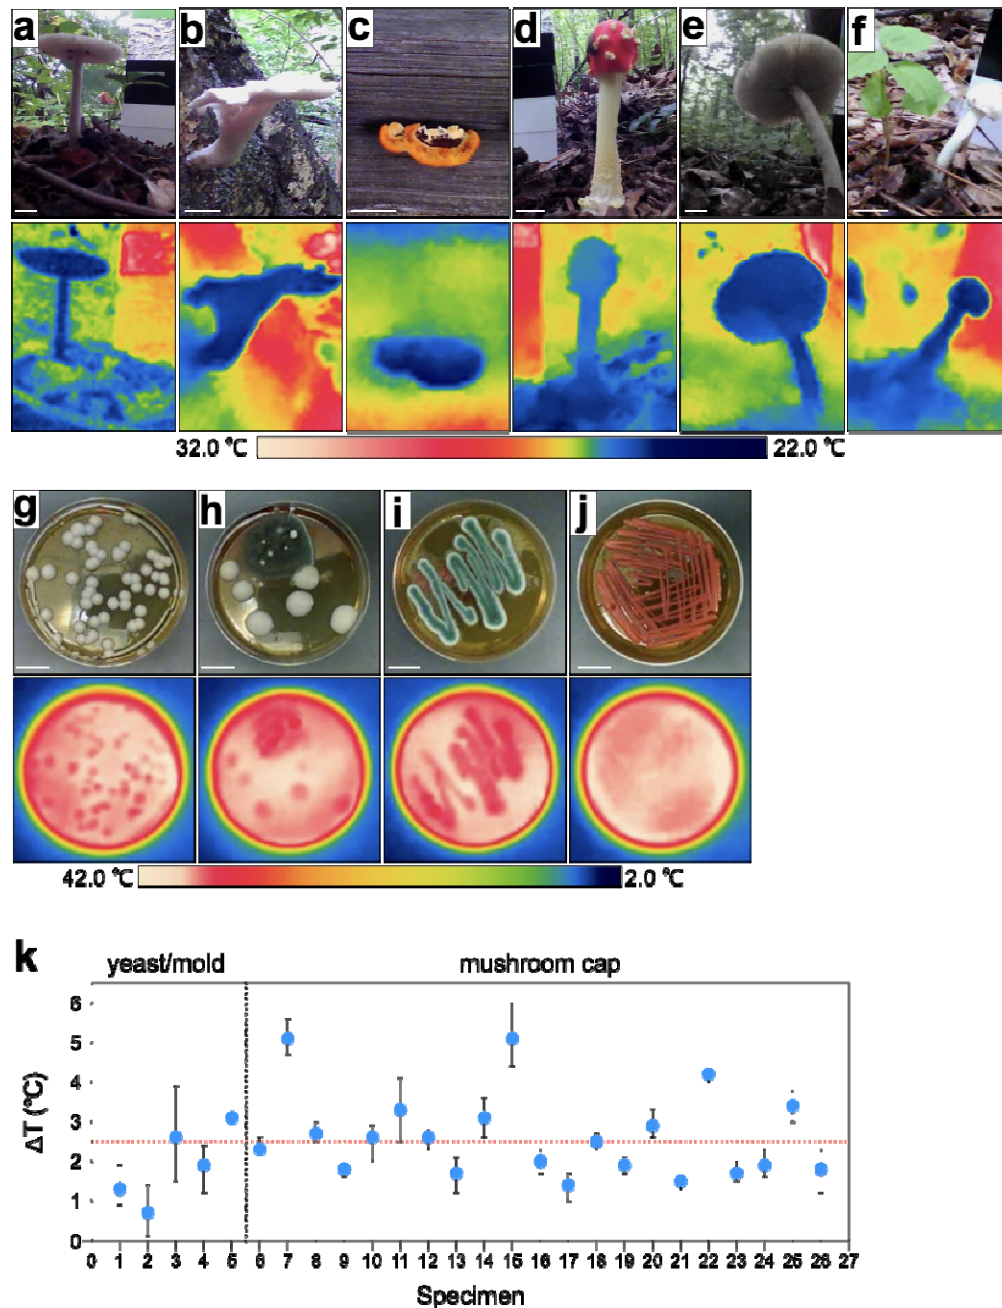 a b c d e f
32.0 °C 22.0 °C
g h i j
42.0 °C 2.0 °C
k
yeast/mold mushroom cap
6
5
4
3
2
1
0
ΔT (°C)
0 1 2 3 4 5 6 7 8 9 10 11 12 13 14 15 16 17 18 19 20 21 22 23 24 25 26 27
Specimen